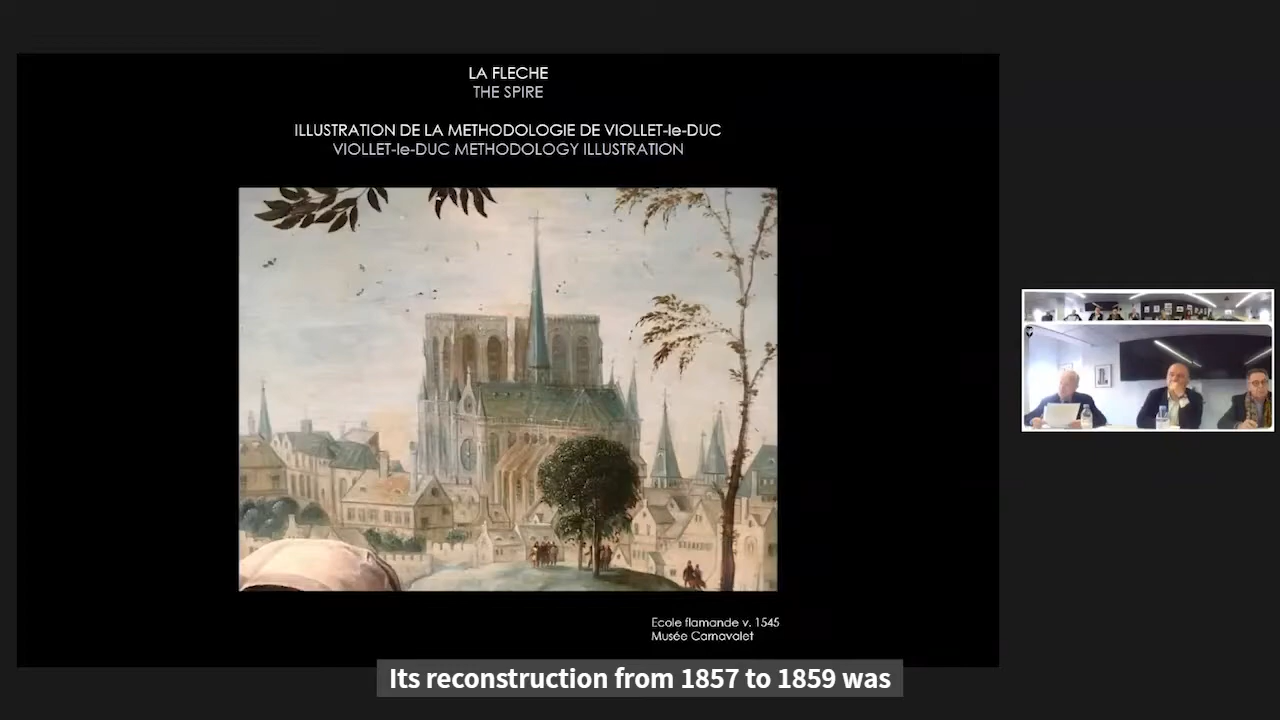 LA FLECHE
THE SPIRE
ILLUSTRATION DE LA METHODOLOGIE DE VIOLLET-le-DUC
VIOLLET-le-DUC METHODOLOGY ILLUSTRATION
Ecole flamande v. 1545
Musée Carnavalet
Its reconstruction from 1857 to 1859 was